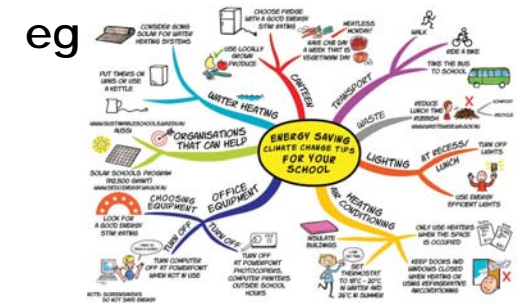 eg
CONSIDER GOING
SOLAR FOR WATER
HEATING SYSTEMS
CHOOSE FRIDGE
WITH A GOOD ENERGY
STAR RATING
USE LOCALLY
GROWN
PRODUCE
MEATLESS
MONDAY!
HAVE ONE DAY
A WEEK THAT IS
VEGETARIAN DAY
WALK
RIDE A BIKE
TAKE THE BUS
TO SCHOOL
PUT TIMERS ON
URNS OR USE
A KETTLE
WATER HEATING
CANTEEN
TRANSPORT
WASTE
REDUCE
LUNCH TIME
RUBBISH
COMPOST
RECYCLE
AUSSI
ORGANISATIONS
THAT CAN HELP
ENERGY SAVING
CLIMATE CHANGE TIPS
FOR YOUR
SCHOOL
LIGHTING
AT RECESS/
LUNCH
TURN OFF
LIGHTS
SOLAR SCHOOLS PROGRAM
USE ENERGY
EFFICIENT LIGHTS
CHOOSING
EQUIPMENT
OFFICE
EQUIPMENT
LOOK FOR
A GOOD ENERGY
STAR RATING
TURN OFF
TURN OFF
AIR
HEATING
CONDITIONING
INSULATE
BUILDINGS
ONLY USE HEATERS
WHEN THE SPACE
IS OCCUPIED
TURN COMPUTER
OFF AT POWERPOINT
WHEN NOT IN USE
TURN OFF
AT POWERPOINT
PHOTOCOPIERS,
COMPUTER PRINTERS
OUTSIDE SCHOOL
HOURS
SET
THERMOSTAT
TO 18°C - 20°C
IN WINTER AND
26°C IN SUMMER
KEEP DOORS AND
WINDOWS CLOSED
WHEN HEATING OR
USING REFRIGERATIVE
AIRCONDITIONING
NOTE: SCREENSAVERS
DO NOT SAVE ENERGY